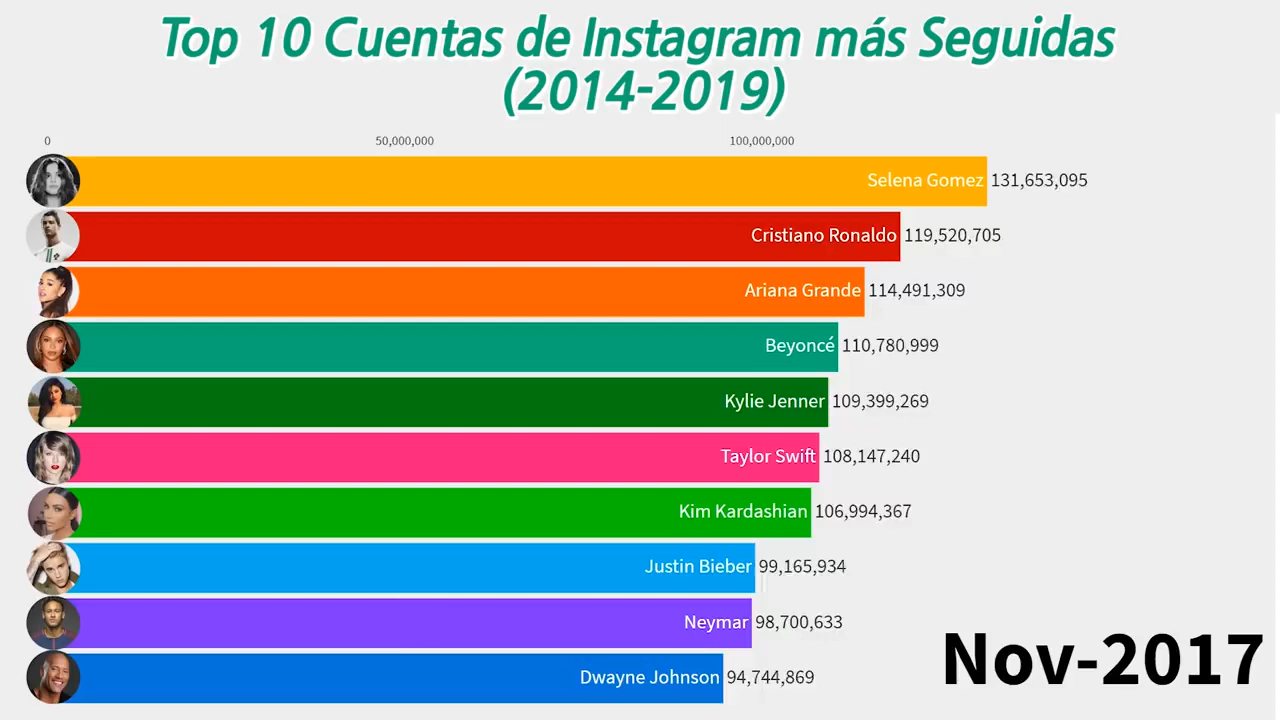 Top 10 Cuentas de Instagram más Seguidas
(2014-2019)
0 50,000,000 100,000,000
Selena Gomez 131,653,095
Cristiano Ronaldo 119,520,705
Ariana Grande 114,491,309
Beyoncé 110,780,999
Kylie Jenner 109,399,269
Taylor Swift 108,147,240
Kim Kardashian 106,994,367
Justin Bieber 99,165,934
Neymar 98,700,633
Dwayne Johnson 94,744,869
Nov-2017